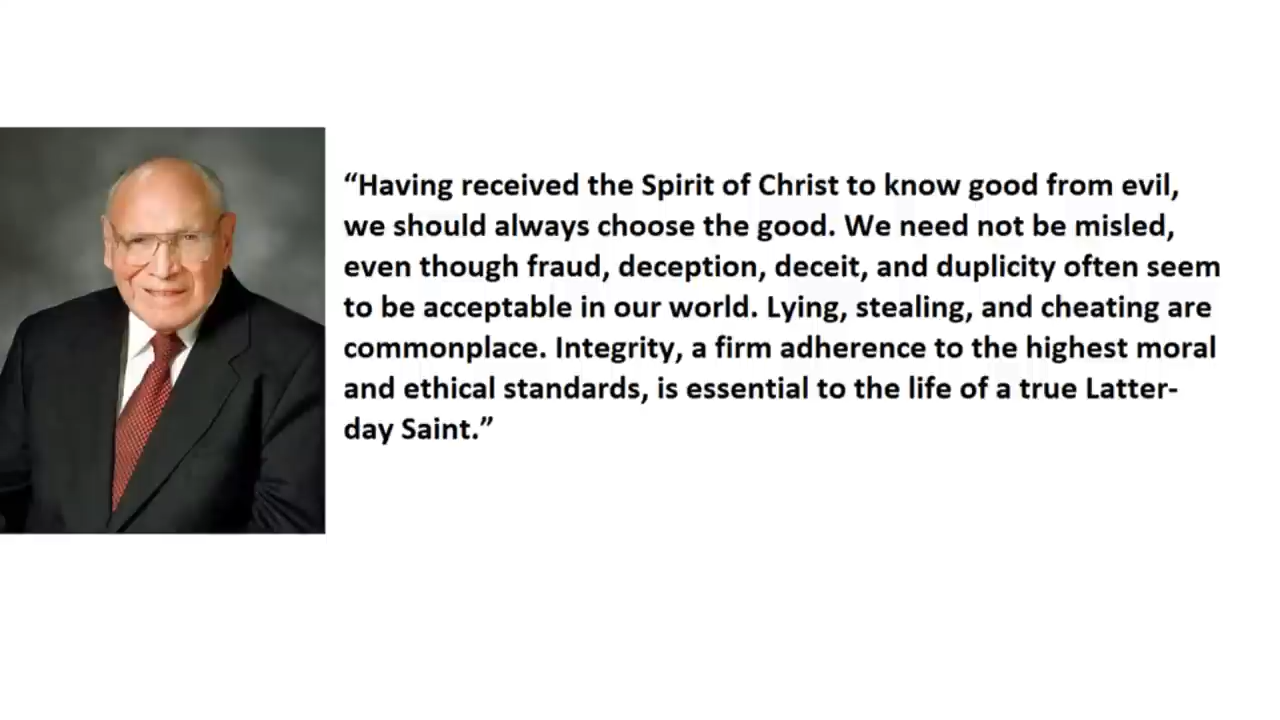 “Having received the Spirit of Christ to know good from evil,
we should always choose the good. We need not be misled,
even though fraud, deception, deceit, and duplicity often seem
to be acceptable in our world. Lying, stealing, and cheating are
commonplace. Integrity, a firm adherence to the highest moral
and ethical standards, is essential to the life of a true Latter-
day Saint.”